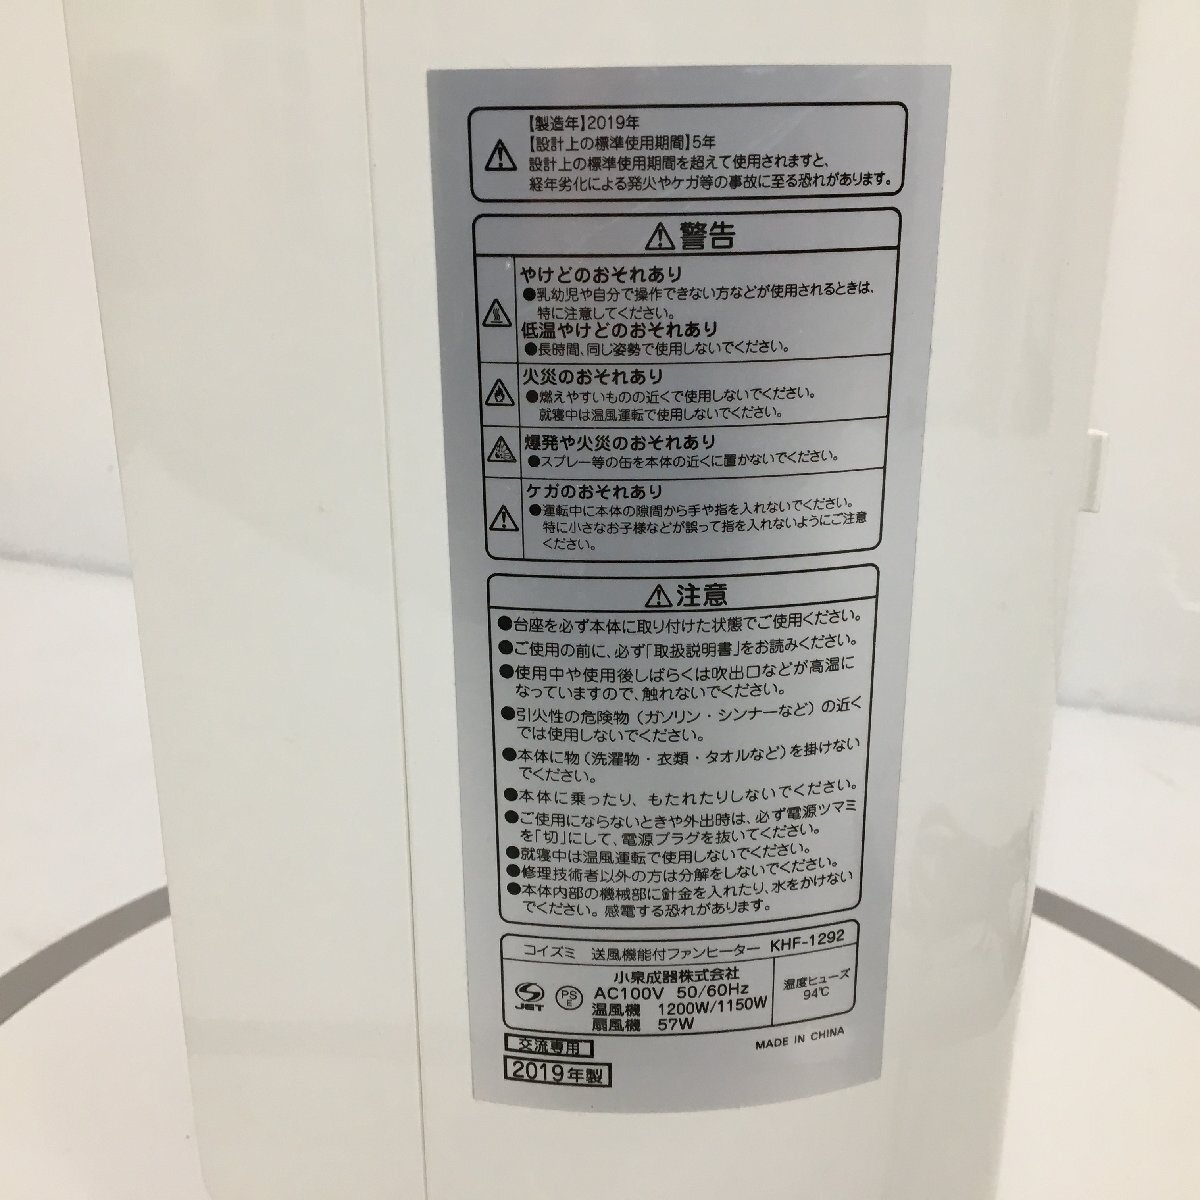 【製造年】2019年
【設計上の標準使用期間】5年
設計上の標準使用期間を超えて使用されますと、
経年劣化による発火やケガ等の事故に至る恐れがあります。
警告
やけどのおそれあり
●乳幼児や自分で操作できない方などが使用されるときは、
特に注意してください。
低温やけどのおそれあり
●長時間、同じ姿勢で使用しないでください。
火災のおそれあり
●燃えやすいものの近くで使用しないでください。
就寝中は温風運転で使用しないでください。
爆発や火災のおそれあり
●スプレー等の缶を本体の近くに置かないでください。
ケガのおそれあり
●運転中に本体の隙間から手や指を入れないでください。
特に小さなお子様などが誤って指を入れないようにご注意
ください。
注意
●台座を必ず本体に取り付けた状態でご使用ください。
●ご使用の前に、必ず「取扱説明書」をお読みください。
●使用中や使用後しばらくは吹出口などが高温に
なっていますので、触れないでください。
●引火性の危険物（ガソリン・シンナーなど）の近く
では使用しないでください。
●本体に物（洗濯物・衣類・タオルなど）を掛けない
でください。
●本体に乗ったり、もたれたりしないでください。
●ご使用にならないときや外出時は、必ず電源ツマミ
を「切」にして、電源プラグを抜いてください。
●就寝中は温風運転で使用しないでください。
●修理技術者以外の方は分解をしないでください。
●本体内部の機械部に針金を入れたり、水をかけない
でください。感電する恐れがあります。
コイズミ 送風機能付ファンヒーター KHF-1292
小泉成器株式会社
JET
PS
E
AC100V 50/60Hz
温風機 1200W/1150W
扇風機 57W
温度ヒューズ
94℃
交流専用
MADE IN CHINA
2019年製